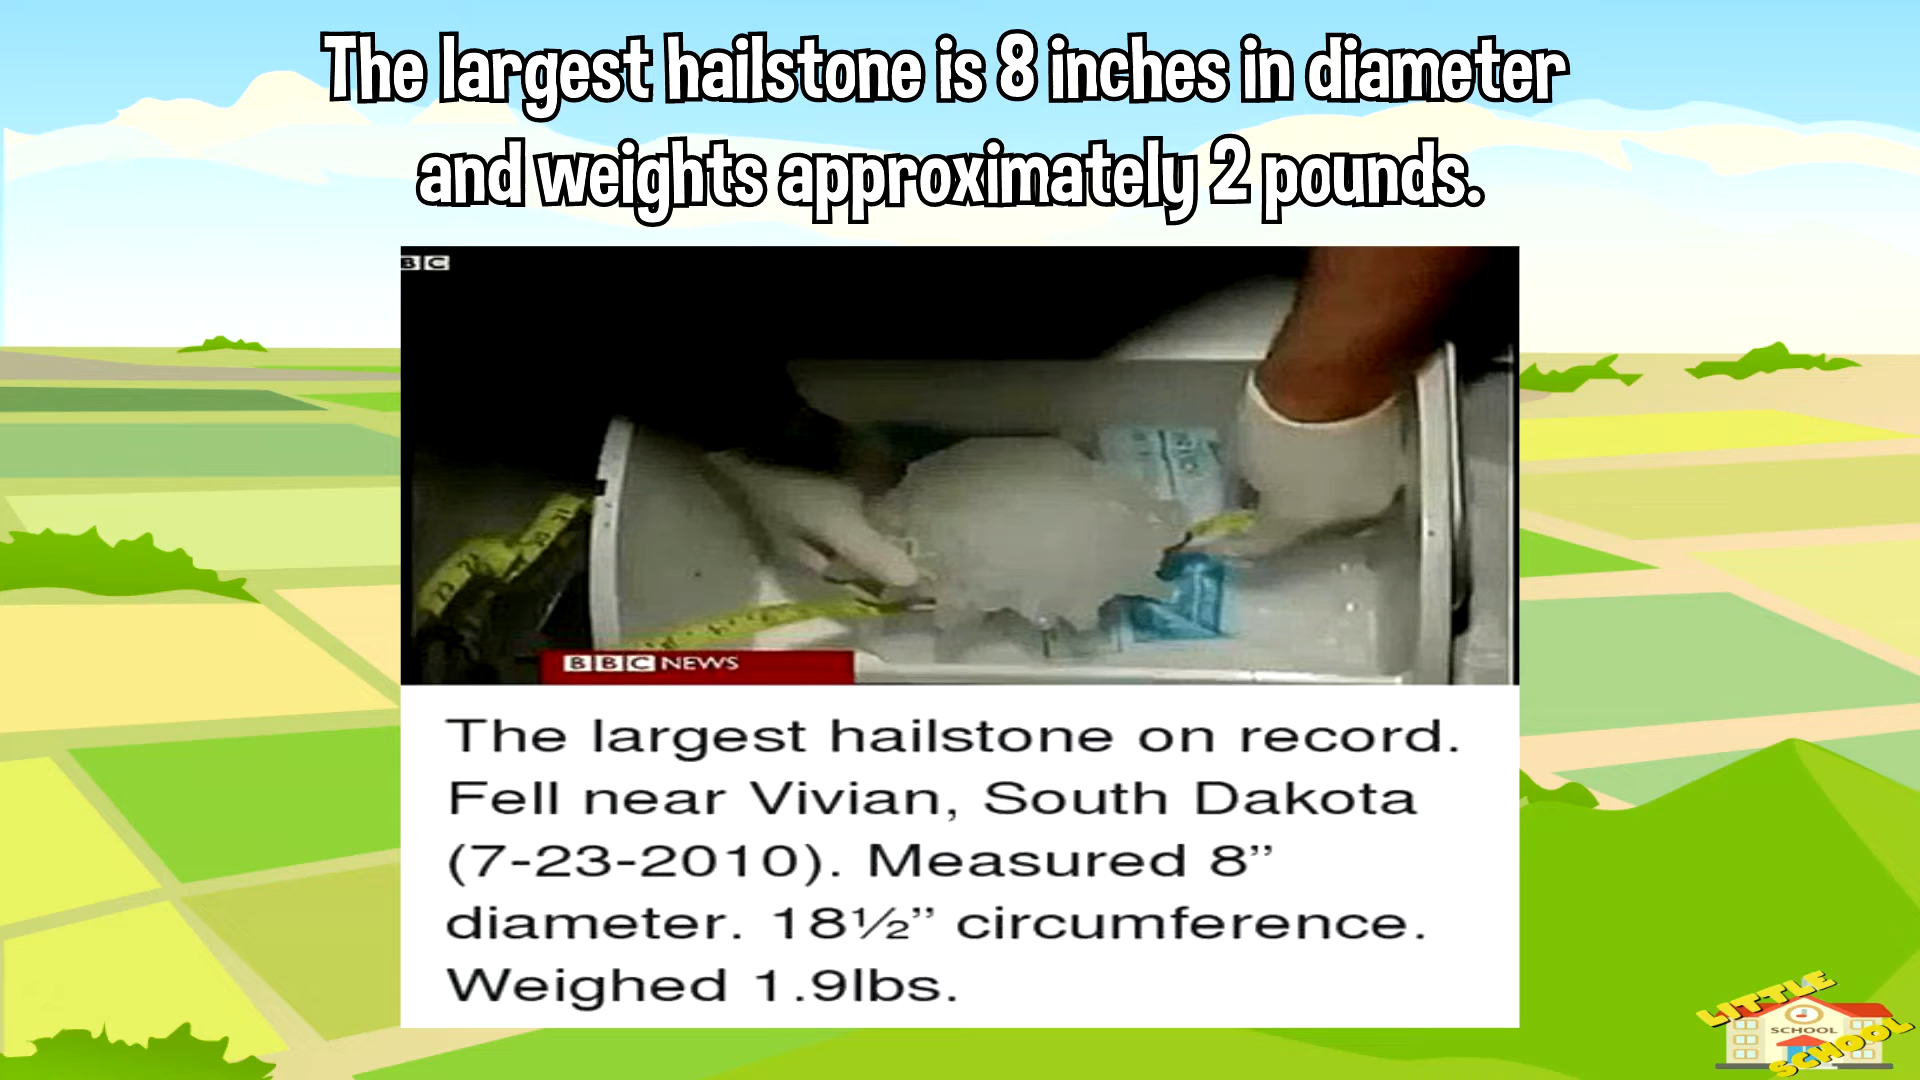 The largest hailstone is 8 inches in diameter
and weights approximately 2 pounds.
BC
BBC NEWS
The largest hailstone on record.
Fell near Vivian, South Dakota
(7-23-2010). Measured 8”
diameter. 18½” circumference.
Weighed 1.9lbs.
LITTLE
SCHOOL
SCHOOL